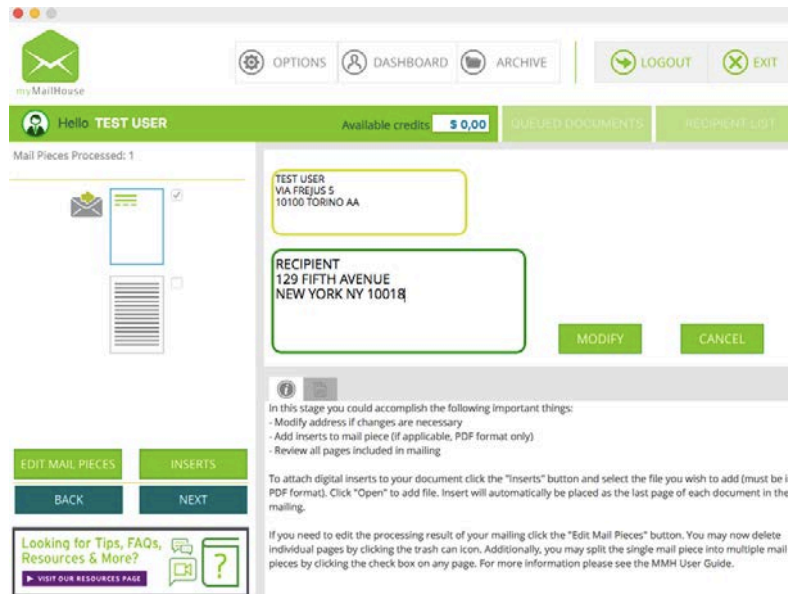 myMailHouse
OPTIONS
DASHBOARD
ARCHIVE
LOGOUT
EXIT
Hello TEST USER
Available credits $ 0,00
QUEUED DOCUMENTS
RECIPIENT LIST
Mail Pieces Processed: 1
TEST USER
VIA FREJUS 5
10100 TORINO AA
RECIPIENT
129 FIFTH AVENUE
NEW YORK NY 10018
MODIFY
CANCEL
In this stage you could accomplish the following important things:
- Modify address if changes are necessary
- Add inserts to mail piece (if applicable, PDF format only)
- Review all pages included in mailing
To attach digital inserts to your document click the "Inserts" button and select the file you wish to add (must be i
PDF format). Click "Open" to add file. Insert will automatically be placed as the last page of each document in the
mailing.
If you need to edit the processing result of your mailing click the "Edit Mail Pieces" button. You may now delete
individual pages by clicking the trash can icon. Additionally, you may split the single mail piece into multiple mail
pieces by clicking the check box on any page. For more information please see the MMH User Guide.
EDIT MAIL PIECES
INSERTS
BACK
NEXT
Looking for Tips, FAQs,
Resources & More?
VISIT OUR RESOURCES PAGE
?